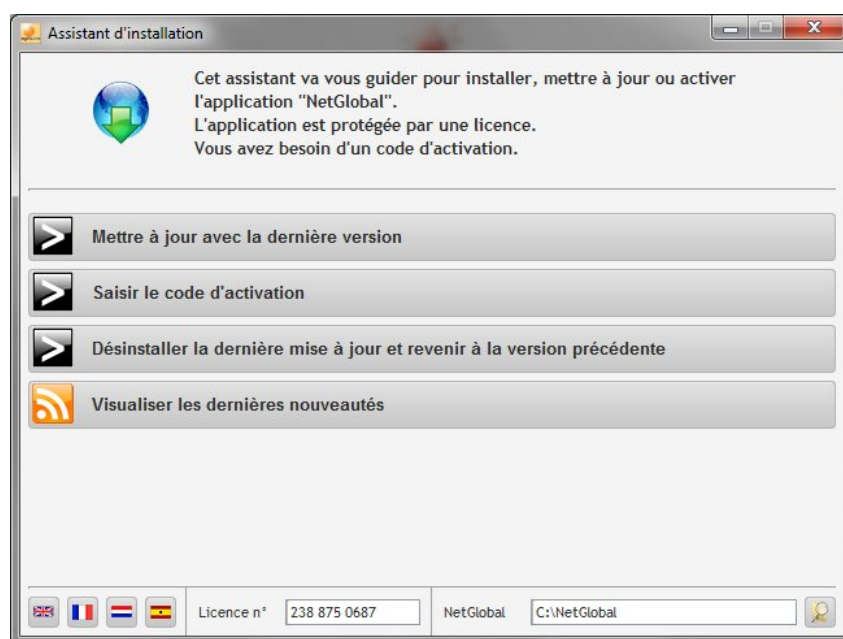 Assistant d'installation
Cet assistant va vous guider pour installer, mettre à jour ou activer
l'application "NetGlobal".
L'application est protégée par une licence.
Vous avez besoin d'un code d'activation.
Mettre à jour avec la dernière version
Saisir le code d'activation
Désinstaller la dernière mise à jour et revenir à la version précédente
Visualiser les dernières nouveautés
Licence n° 238 875 0687 NetGlobal C:\NetGlobal